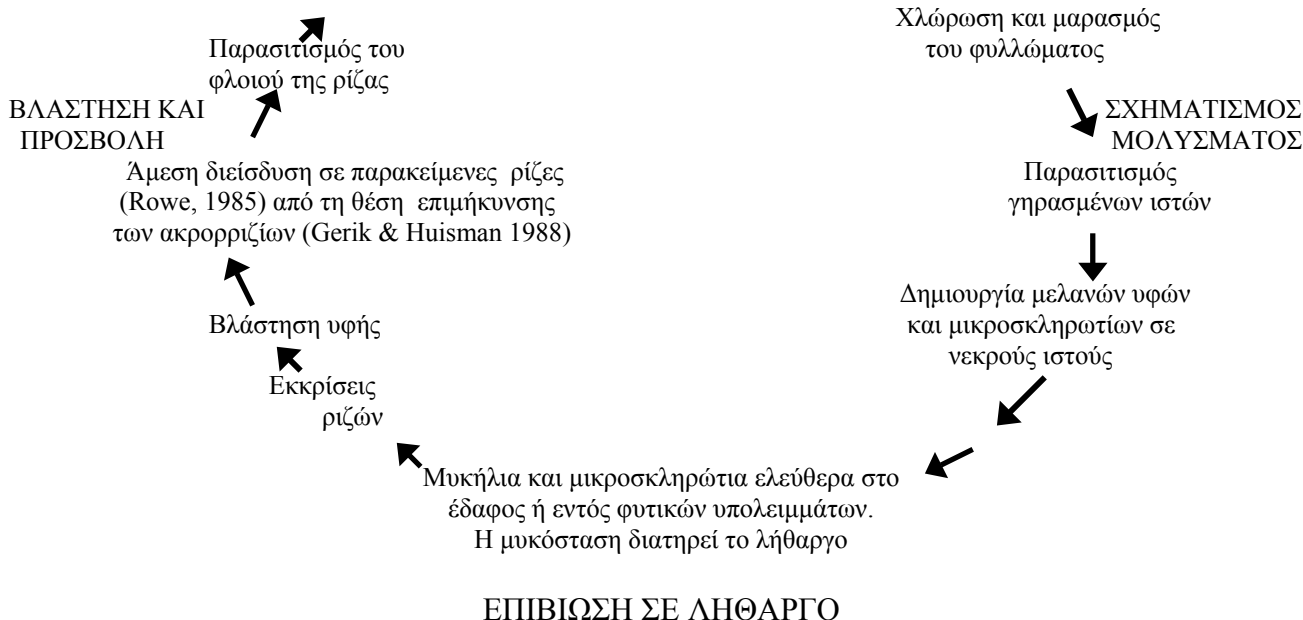 Παρασιτισμός του
φλοιού της ρίζας
ΒΛΑΣΤΗΣΗ ΚΑΙ
ΠΡΟΣΒΟΛΗ
Άμεση διείσδυση σε παρακείμενες ρίζες
(Rowe, 1985) από τη θέση επιμήκυνσης
των ακρορριζίων (Gerik & Huisman 1988)
Βλάστηση υφής
Εκκρίσεις
ριζών
Χλώρωση και μαρασμός
του φυλλώματος
ΣΧΗΜΑΤΙΣΜΟΣ
ΜΟΛΥΣΜΑΤΟΣ
Παρασιτισμός
γηρασμένων ιστών
Δημιουργία μελανών υφών
και μικροσκληρωτίων σε
νεκρούς ιστούς
Μυκήλια και μικροσκληρώτια ελεύθερα στο
έδαφος ή εντός φυτικών υπολειμμάτων.
Η μυκόσταση διατηρεί το λήθαργο
ΕΠΙΒΙΩΣΗ ΣΕ ΛΗΘΑΡΓΟ